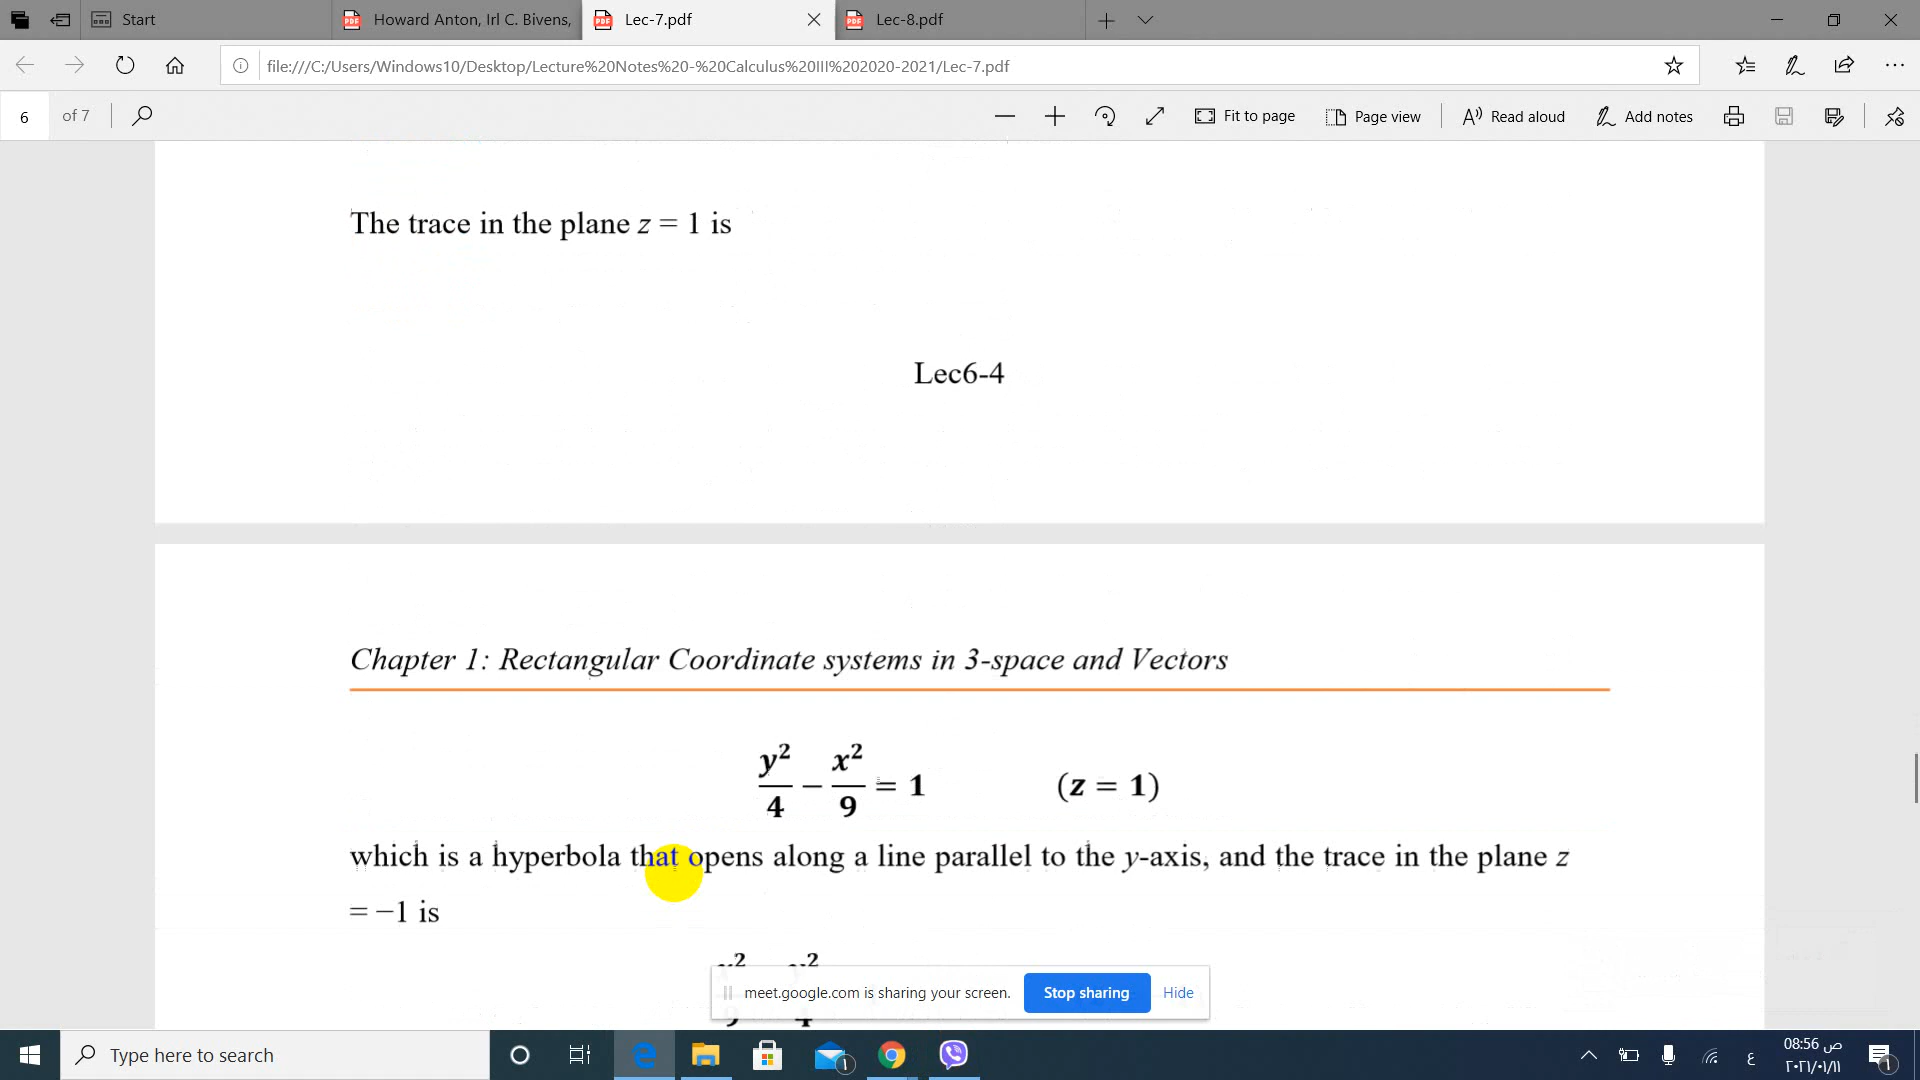 Start
Howard Anton, Irl C. Bivens,
Lec-7.pdf
Lec-8.pdf
file:///C:/Users/Windows10/Desktop/Lecture%20Notes%20-%20Calculus%20III%202020-2021/Lec-7.pdf
6 of 7
Fit to page
Page view
Read aloud
Add notes
The trace in the plane z = 1 is
Lec6-4
Chapter 1: Rectangular Coordinate systems in 3-space and Vectors
y²/4 − x²/9 = 1 (z = 1)
which is a hyperbola that opens along a line parallel to the y-axis, and the trace in the plane z
= −1 is
meet.google.com is sharing your screen.
Stop sharing
Hide
Type here to search
١
ع
08:56 ص
٢٠٢١/٠١/١١
١